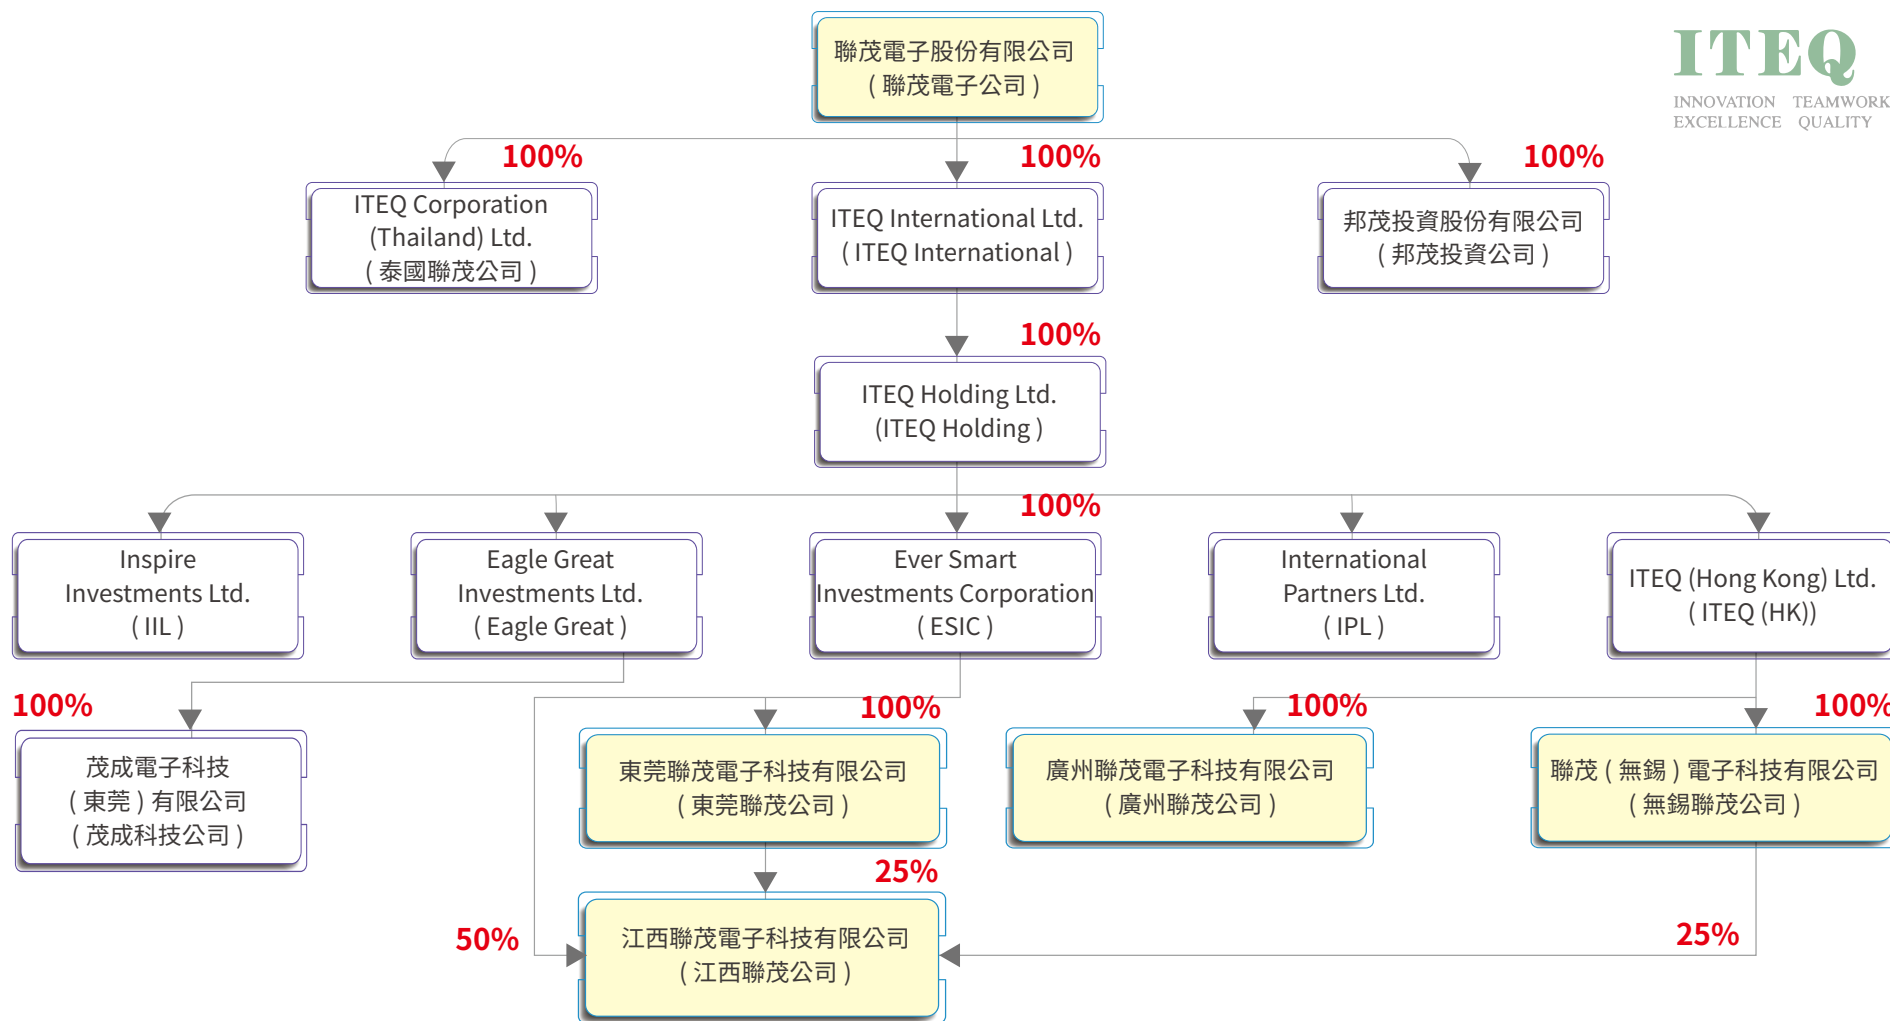 聯茂電子股份有限公司
( 聯茂電子公司 )
ITEQ
INNOVATION TEAMWORK
EXCELLENCE QUALITY
100%
100%
100%
ITEQ Corporation
(Thailand) Ltd.
( 泰國聯茂公司 )
ITEQ International Ltd.
( ITEQ International )
邦茂投資股份有限公司
( 邦茂投資公司 )
100%
ITEQ Holding Ltd.
(ITEQ Holding )
100%
Inspire
Investments Ltd.
( IIL )
Eagle Great
Investments Ltd.
( Eagle Great )
Ever Smart
Investments Corporation
( ESIC )
International
Partners Ltd.
( IPL )
ITEQ (Hong Kong) Ltd.
( ITEQ (HK))
100%
100%
100%
100%
茂成電子科技
( 東莞 ) 有限公司
( 茂成科技公司 )
東莞聯茂電子科技有限公司
( 東莞聯茂公司 )
廣州聯茂電子科技有限公司
( 廣州聯茂公司 )
聯茂 ( 無錫 ) 電子科技有限公司
( 無錫聯茂公司 )
25%
50%
江西聯茂電子科技有限公司
( 江西聯茂公司 )
25%